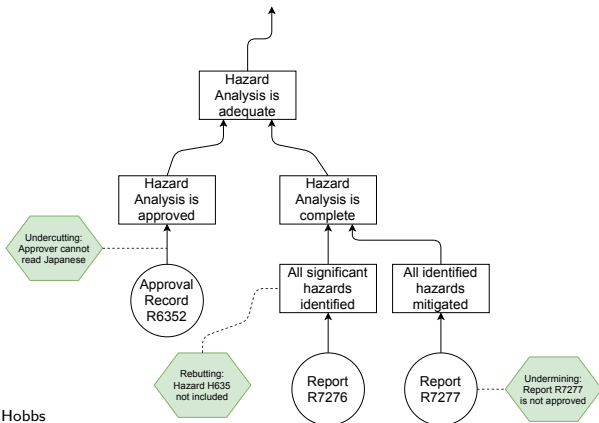 Hazard
Analysis is
adequate
Hazard
Analysis is
approved
Hazard
Analysis is
complete
Undercutting:
Approver cannot
read Japanese
Approval
Record
R6352
All significant
hazards
identified
All identified
hazards
mitigated
Rebutting:
Hazard H635
not included
Report
R7276
Report
R7277
Undermining:
Report R7277
is not approved
Hobbs